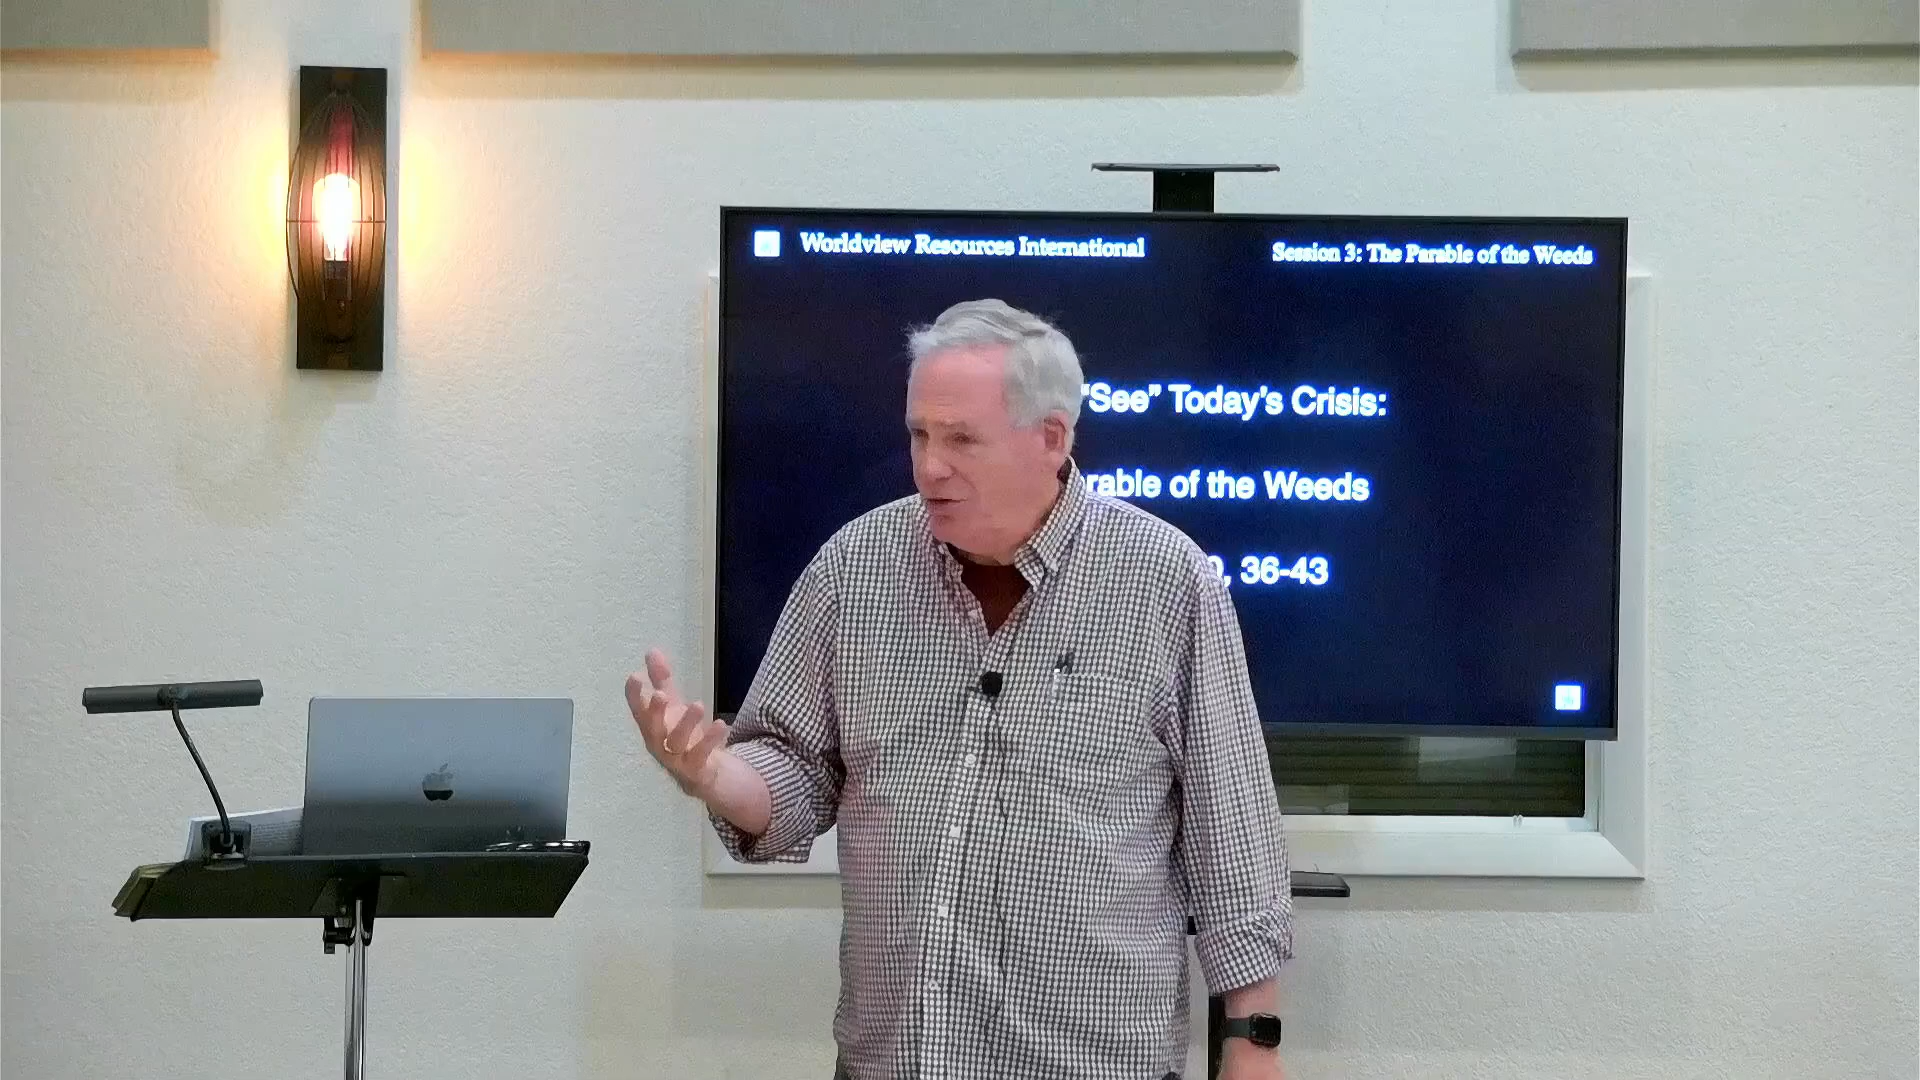 Worldview Resources International
Session 3: The Parable of the Weeds
"See" Today's Crisis:
rable of the Weeds
, 36-43